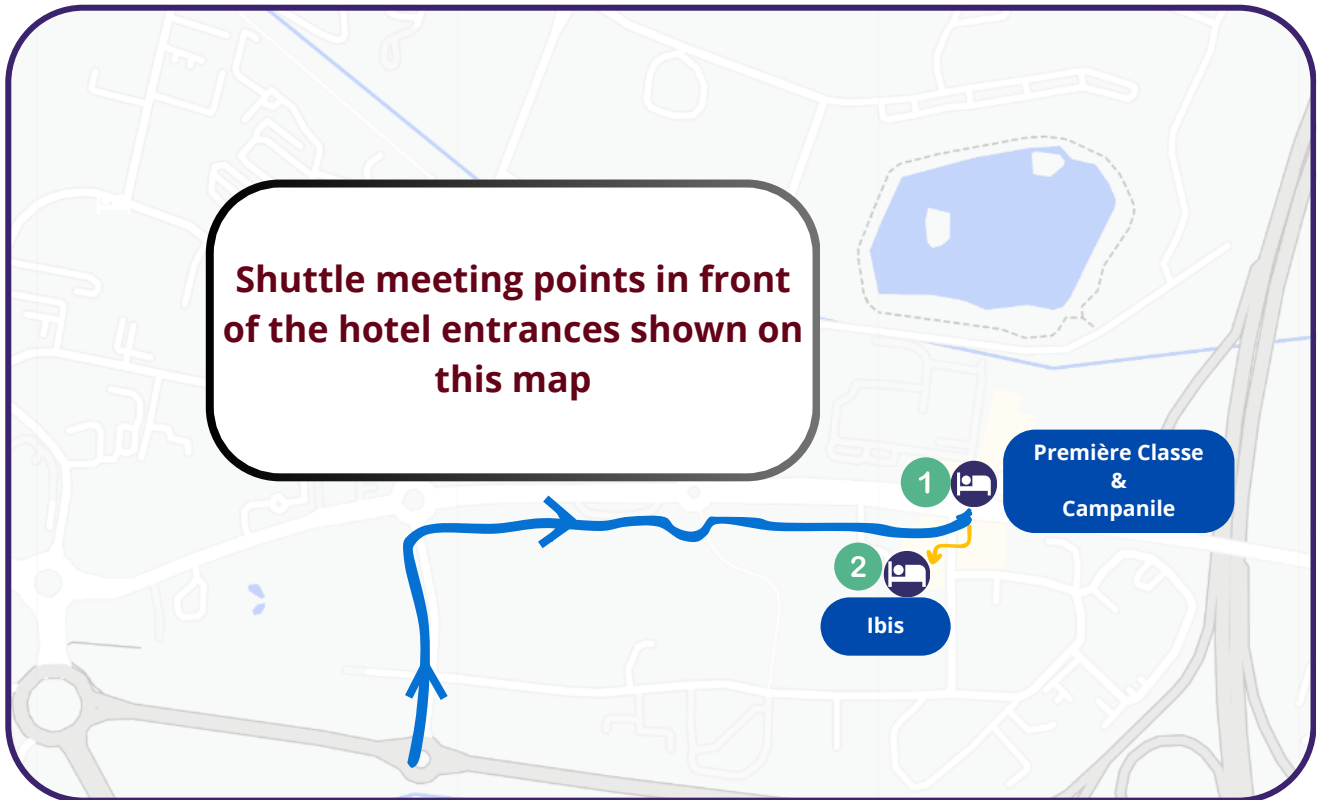 Shuttle meeting points in front
of the hotel entrances shown on
this map
1
Première Classe
&
Campanile
2
Ibis